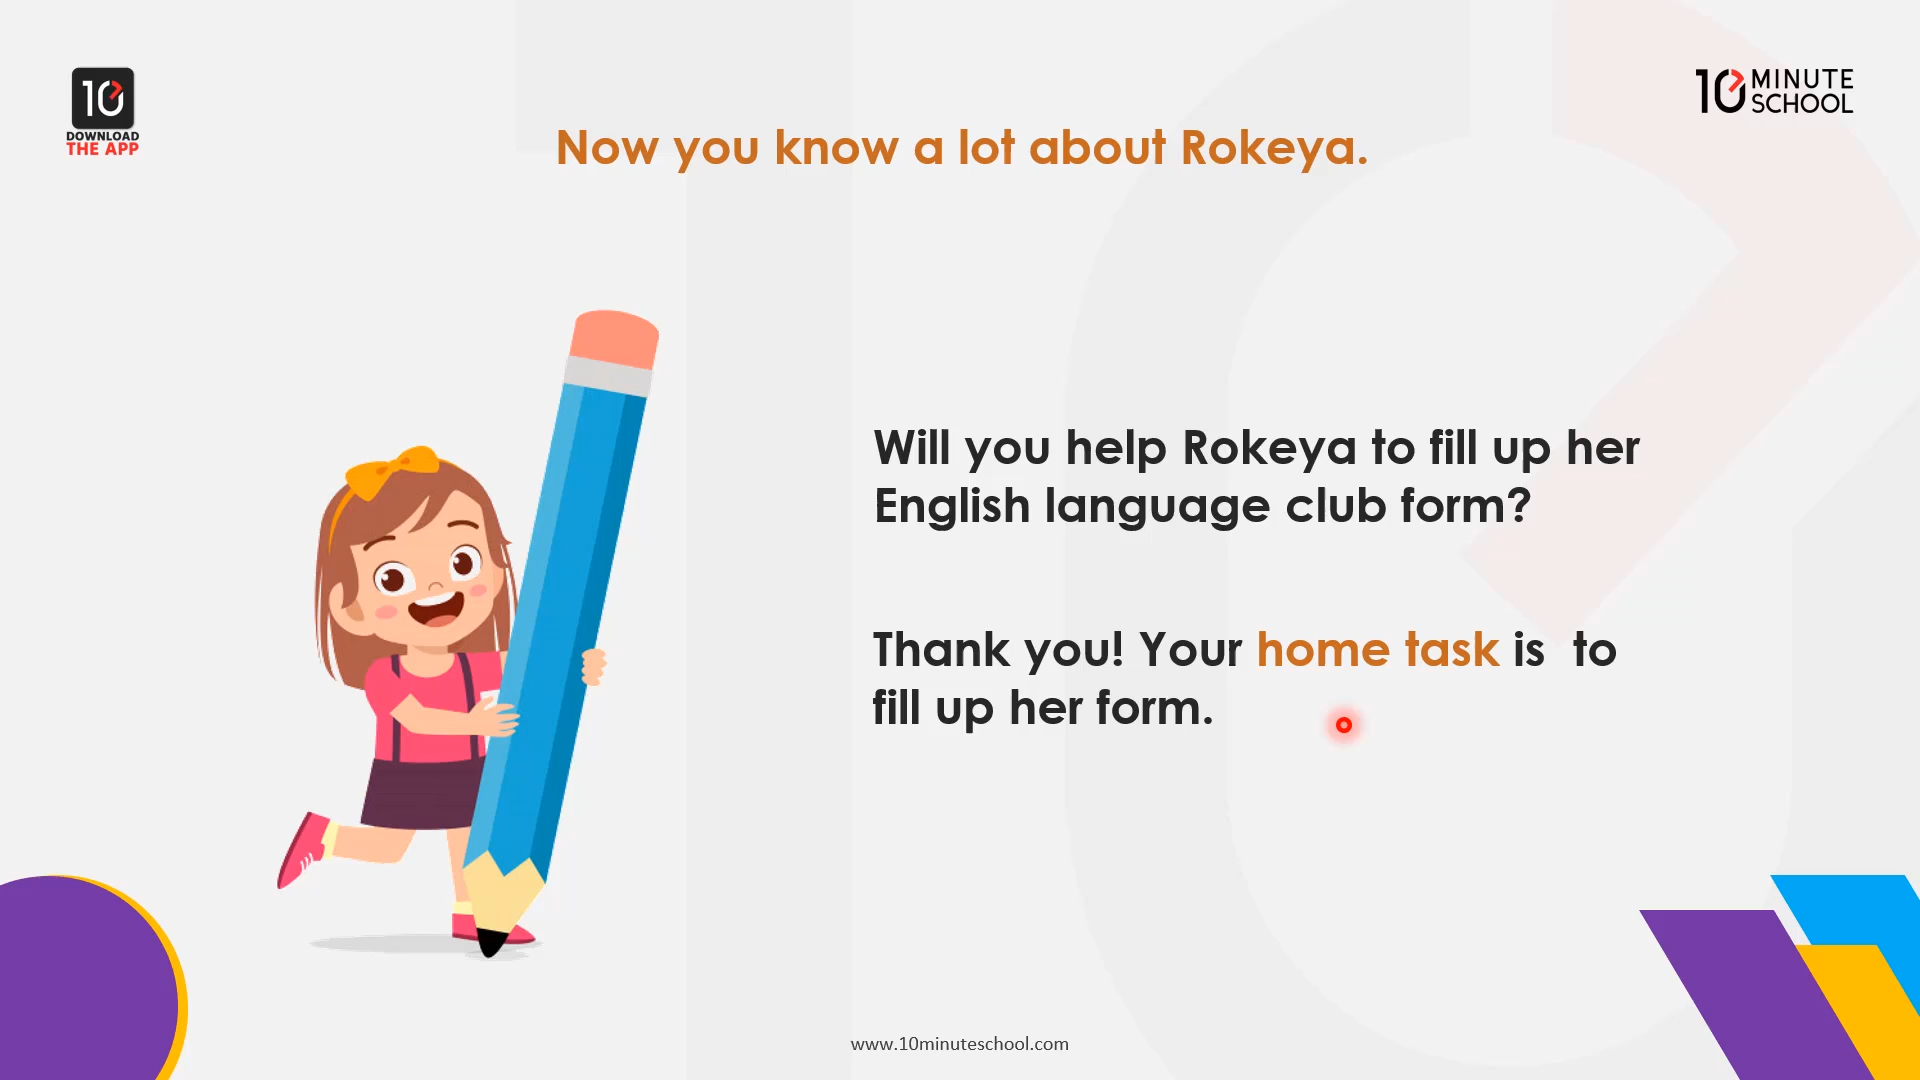 10
DOWNLOAD
THE APP
10 MINUTE
SCHOOL
Now you know a lot about Rokeya.
Will you help Rokeya to fill up her
English language club form?
Thank you! Your home task is  to
fill up her form.
www.10minuteschool.com